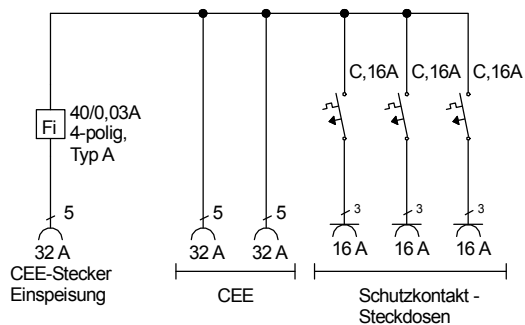 C,16A C,16A C,16A
40/0,03A
Fi 4-polig,
Typ A
5 5 5 3 3 3
32 A 32 A 32 A 16 A 16 A 16 A
CEE-Stecker
Einspeisung
CEE
Schutzkontakt -
Steckdosen